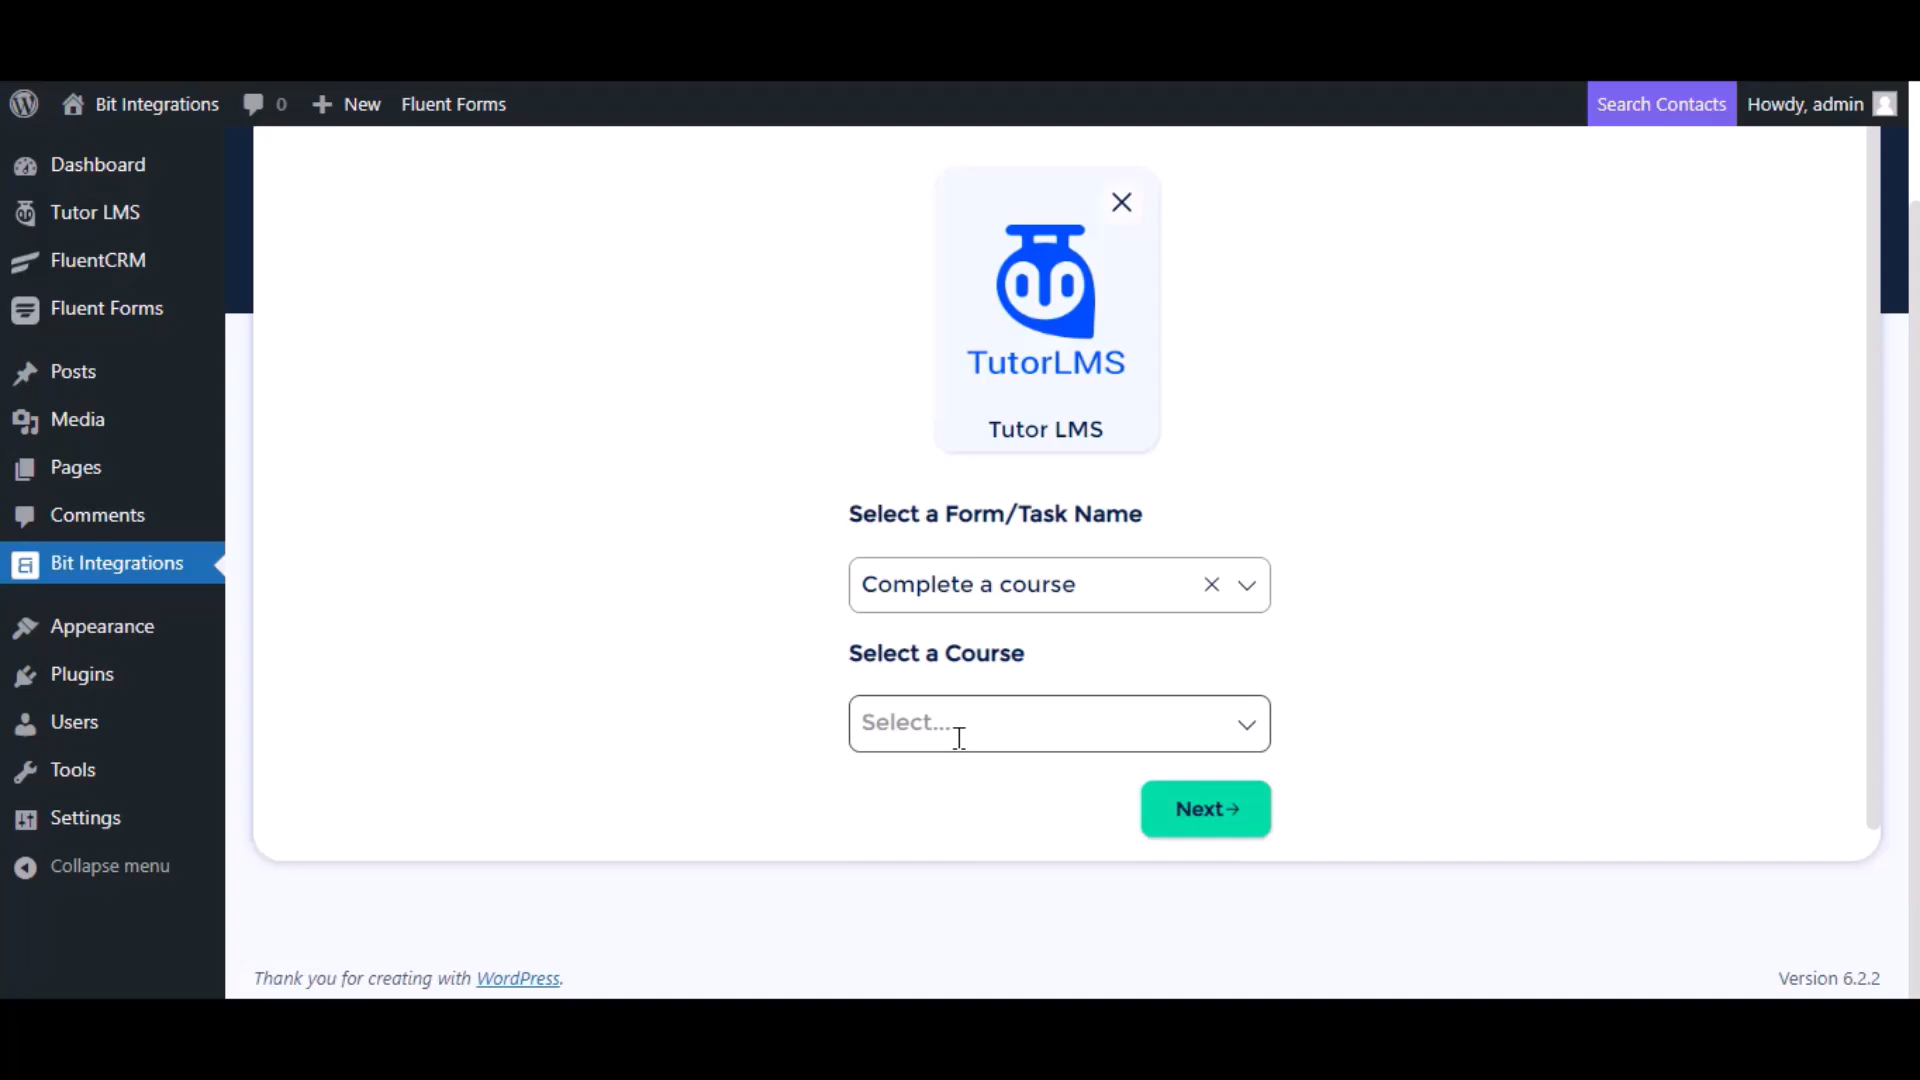 Bit Integrations 0 New Fluent Forms Search Contacts Howdy, admin
Dashboard
Tutor LMS
FluentCRM
Fluent Forms
Posts
Media
Pages
Comments
Bit Integrations
Appearance
Plugins
Users
Tools
Settings
Collapse menu
TutorLMS
Tutor LMS
Select a Form/Task Name
Complete a course
Select a Course
Select...
Next→
Thank you for creating with WordPress.
Version 6.2.2